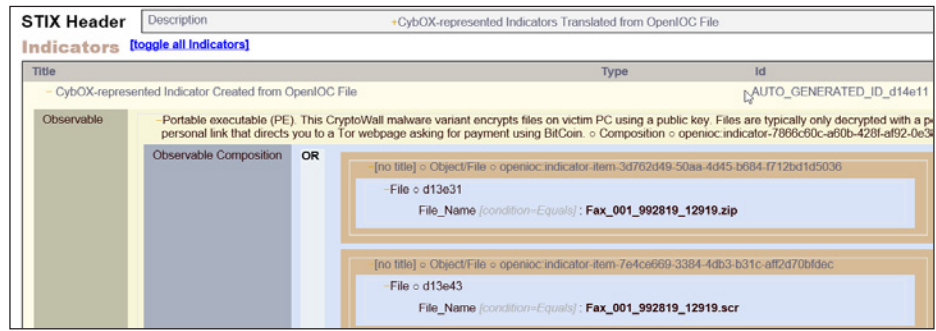 STIX Header Description +CybOX-represented Indicators Translated from OpenIOC File
Indicators [toggle all Indicators]
Title Type Id
− CybOX-represented Indicator Created from OpenIOC File AUTO_GENERATED_ID_d14e11
Observable −Portable executable (PE). This CryptoWall malware variant encrypts files on victim PC using a public key. Files are typically only decrypted with a
personal link that directs you to a Tor webpage asking for payment using BitCoin. ○ Composition ○ openioc:indicator-7866c60c-a60b-428f-af92-0e3
Observable Composition OR
−[no title] ○ Object/File ○ openioc:indicator-item-3d762d49-50aa-4d45-b684-f712bd1d5036
−File ○ d13e31
File_Name [condition=Equals] : Fax_001_992819_12919.zip
−[no title] ○ Object/File ○ openioc:indicator-item-7e4ce669-3384-4db3-b31c-aff2d70bfdec
−File ○ d13e43
File_Name [condition=Equals] : Fax_001_992819_12919.scr